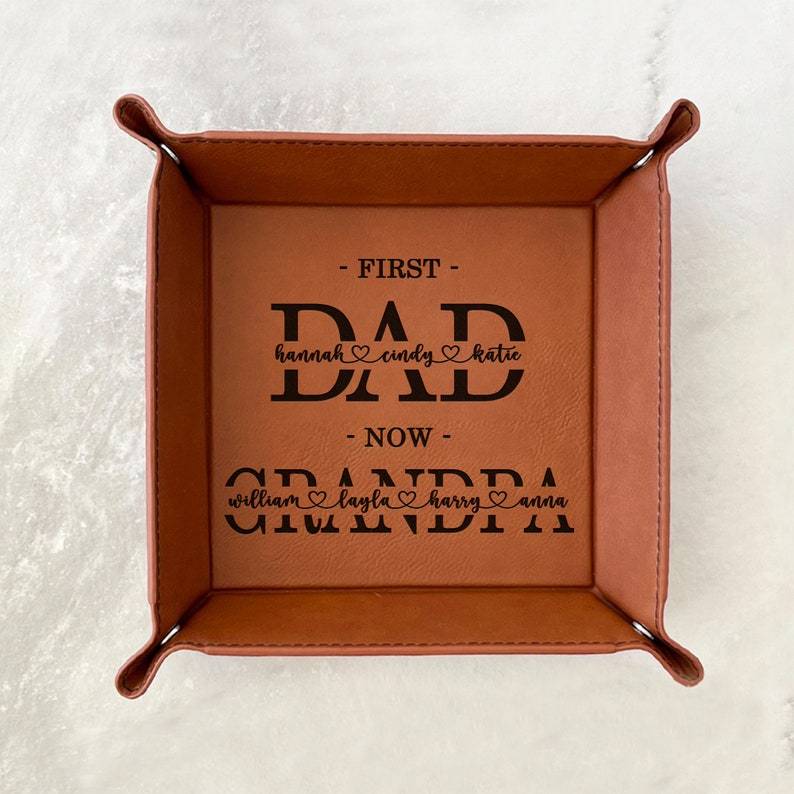 - FIRST -
DAD
hannah♡cindy♡katie
- NOW -
GRANDPA
william♡layla♡harry♡anna